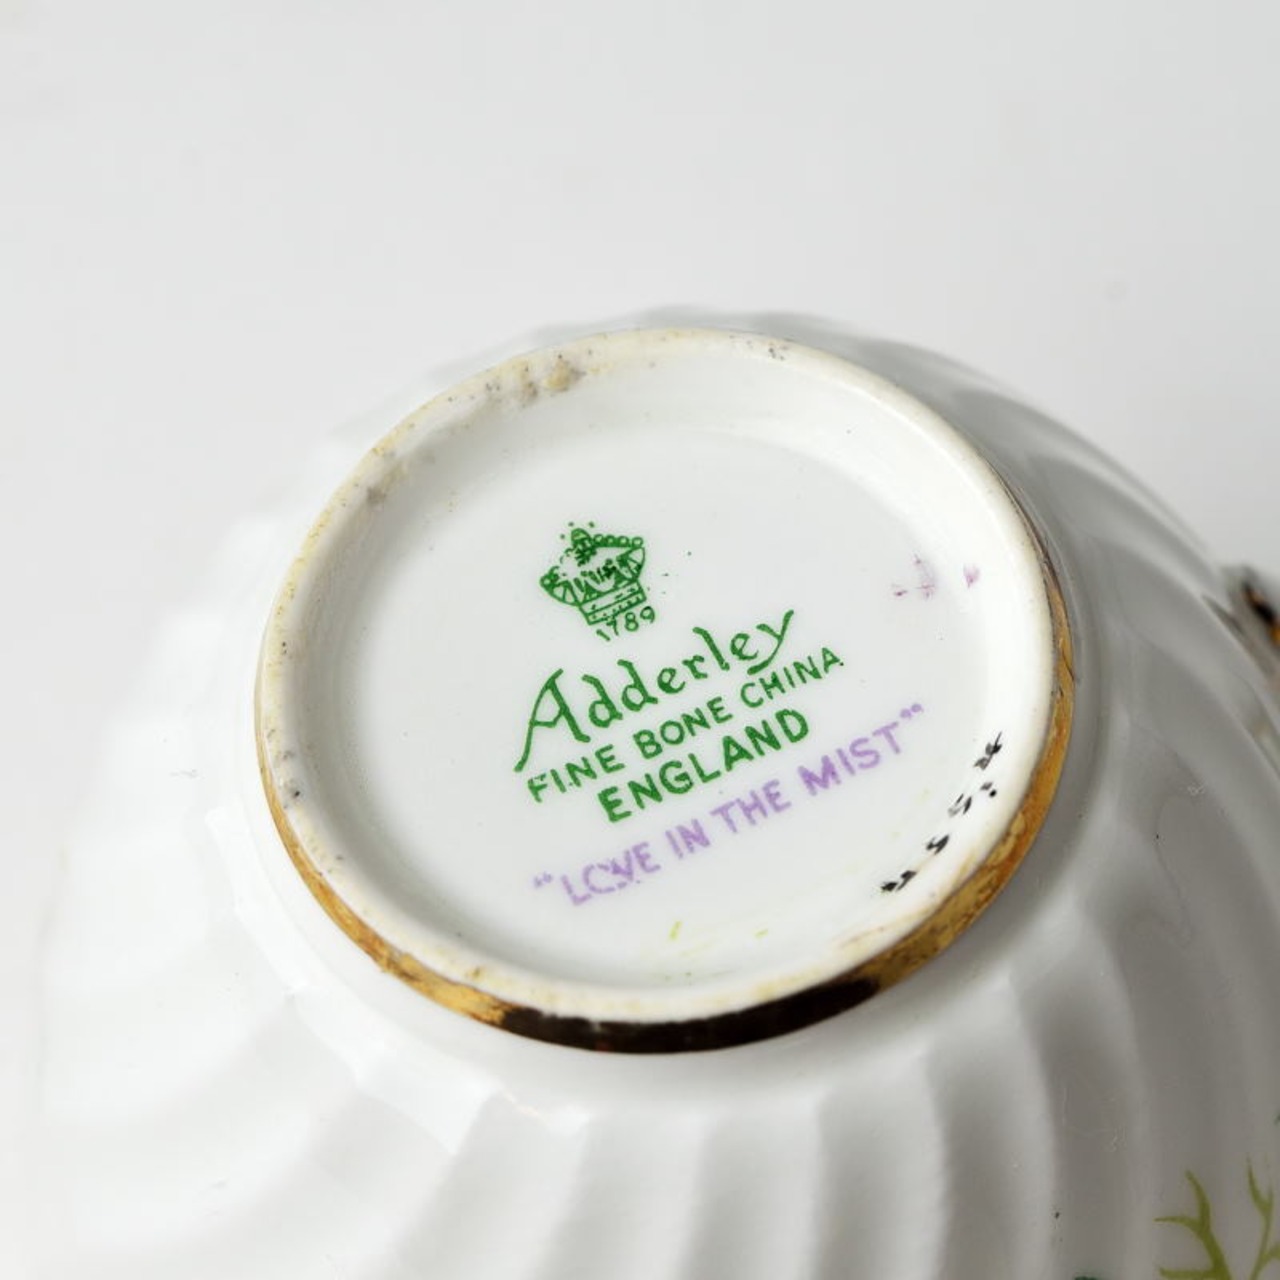 1789
Adderley
FINE BONE CHINA
ENGLAND
"LOVE IN THE MIST"